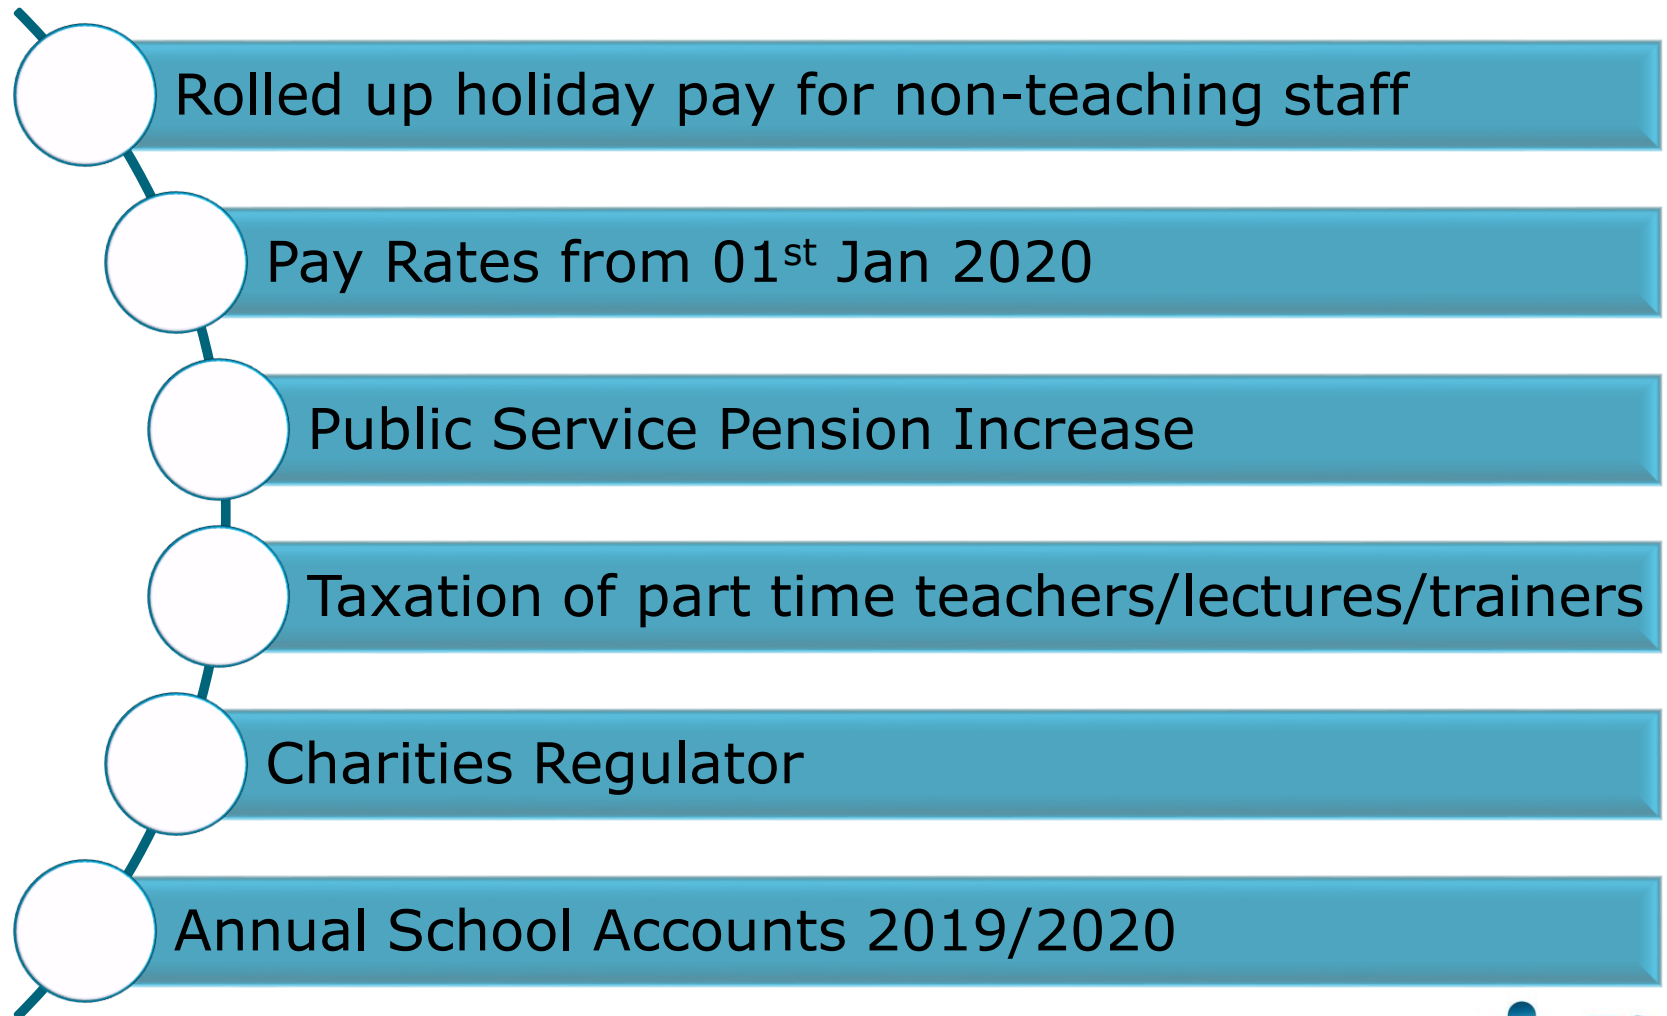 Rolled up holiday pay for non-teaching staff
Pay Rates from 01st Jan 2020
Public Service Pension Increase
Taxation of part time teachers/lectures/trainers
Charities Regulator
Annual School Accounts 2019/2020